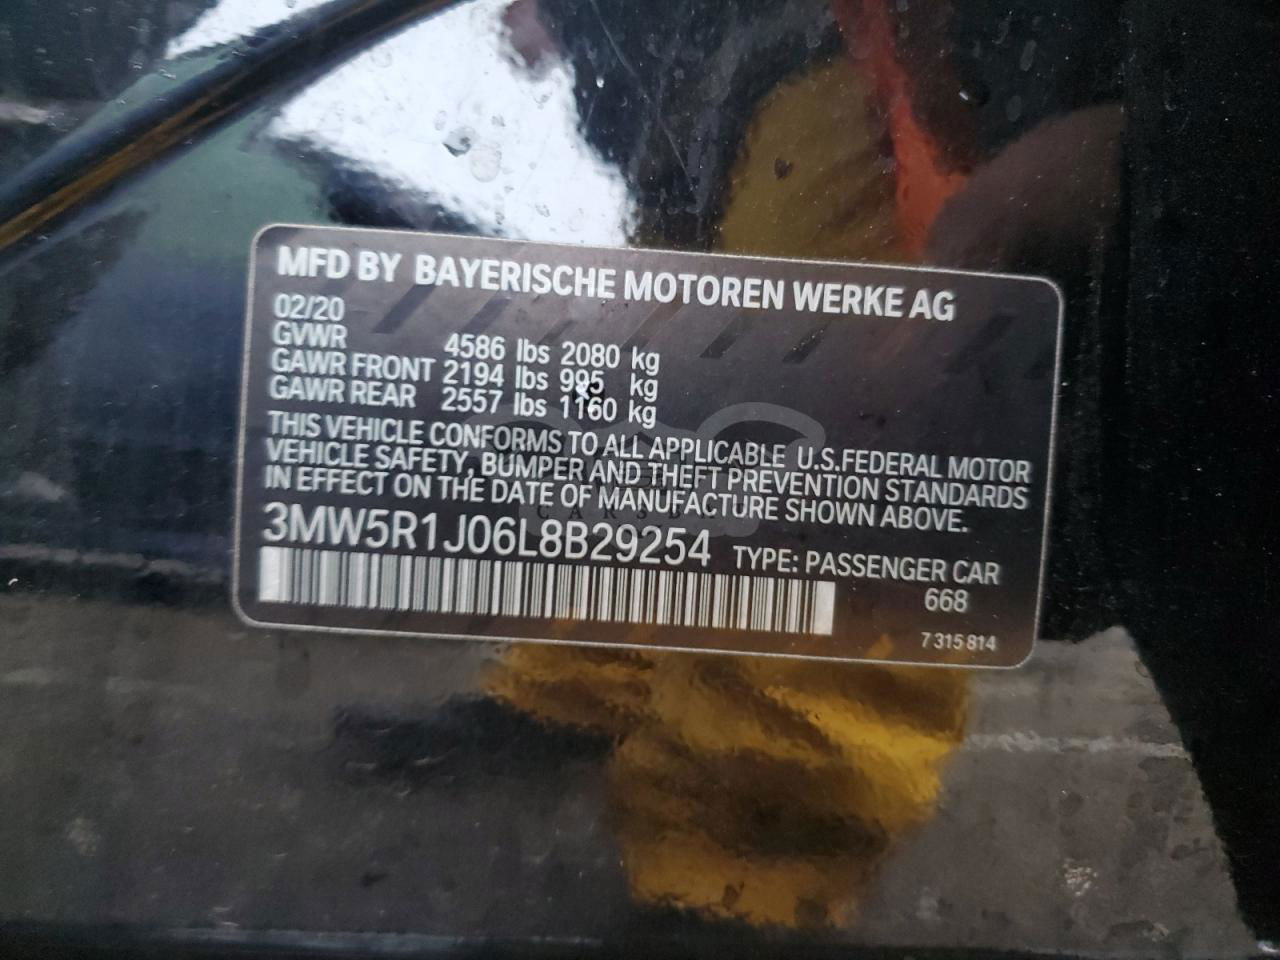 MFD BY BAYERISCHE MOTOREN WERKE AG
02/20
GVWR 4586 lbs 2080 kg
GAWR FRONT 2194 lbs 995 kg
GAWR REAR 2557 lbs 1160 kg
THIS VEHICLE CONFORMS TO ALL APPLICABLE U.S.FEDERAL MOTOR
VEHICLE SAFETY, BUMPER AND THEFT PREVENTION STANDARDS
IN EFFECT ON THE DATE OF MANUFACTURE SHOWN ABOVE.
3MW5R1J06L8B29254 TYPE: PASSENGER CAR
668
7 315 814